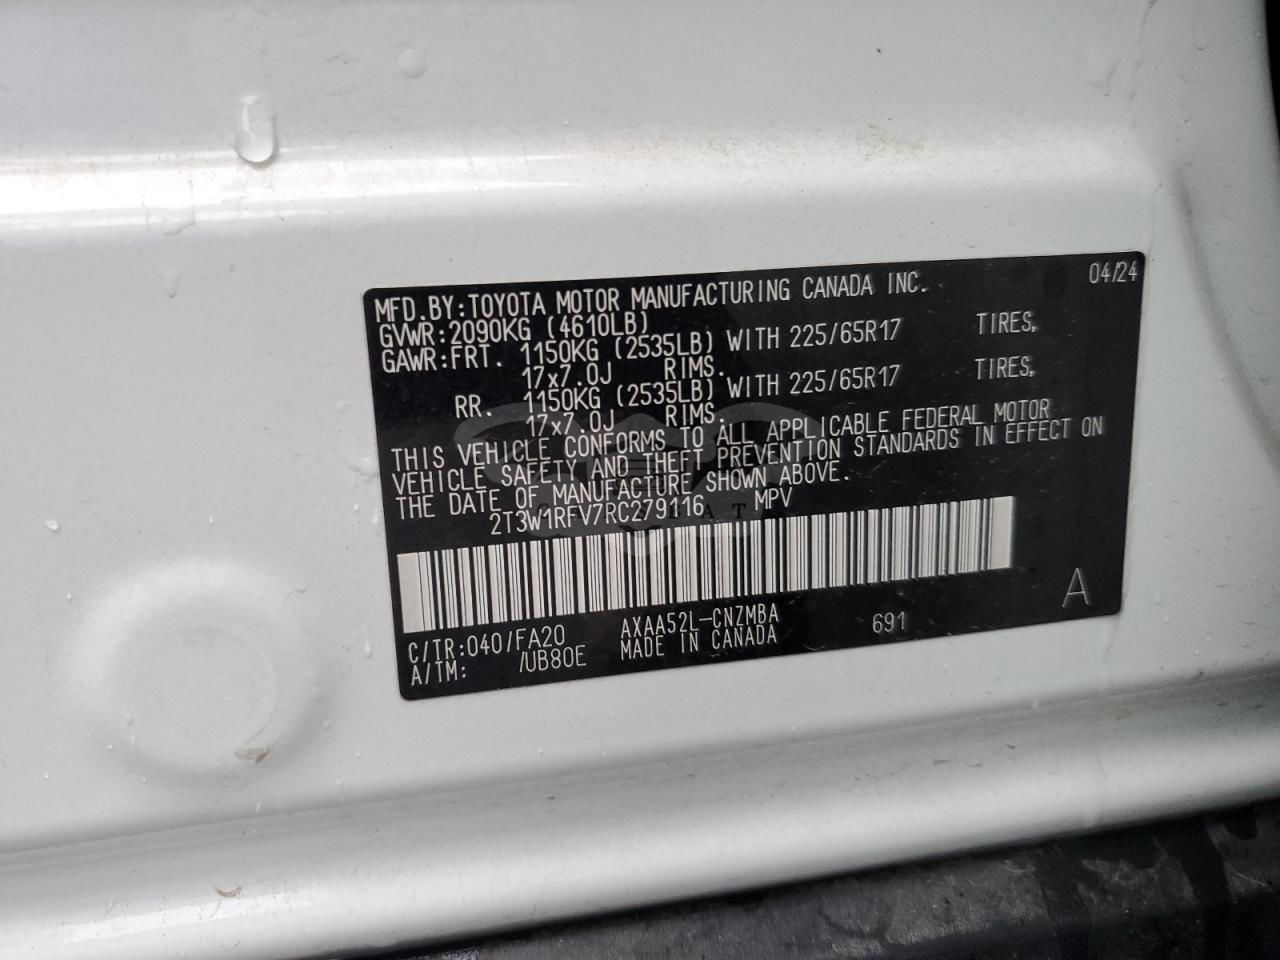 04/24
MFD.BY:TOYOTA MOTOR MANUFACTURING CANADA INC.
GVWR:2090KG (4610LB)
GAWR:FRT. 1150KG (2535LB) WITH 225/65R17 TIRES,
17x7.0J RIMS.
RR. 1150KG (2535LB) WITH 225/65R17 TIRES,
17x7.0J RIMS.
THIS VEHICLE CONFORMS TO ALL APPLICABLE FEDERAL MOTOR
VEHICLE SAFETY AND THEFT PREVENTION STANDARDS IN EFFECT ON
THE DATE OF MANUFACTURE SHOWN ABOVE.
2T3W1RFV7RC279116 MPV
C/TR:040/FA20 AXAA52L-CNZMBA 691 A
A/TM: /UB80E MADE IN CANADA